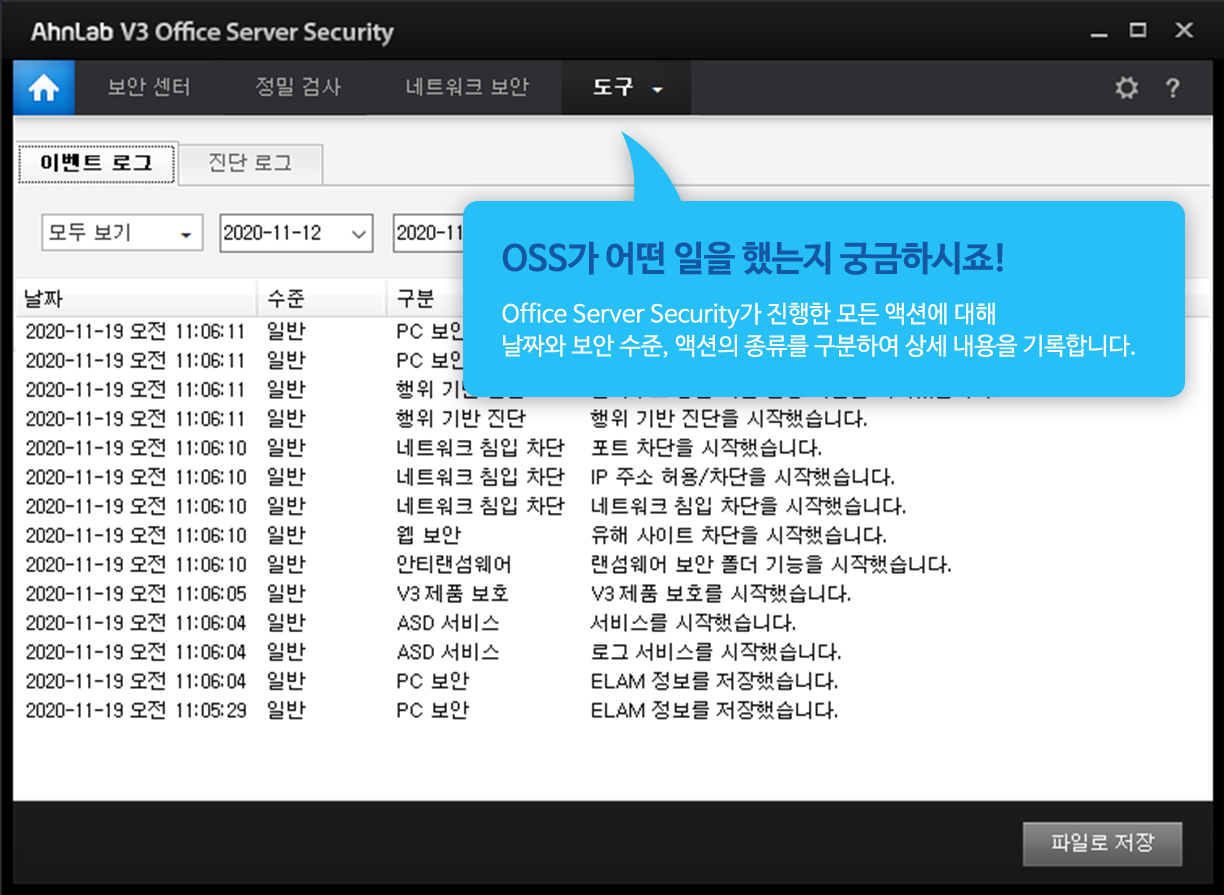 AhnLab V3 Office Server Security
보안 센터 정밀 검사 네트워크 보안 도구 ?
이벤트 로그 진단 로그
모두 보기 2020-11-12 2020-11
OSS가 어떤 일을 했는지 궁금하시죠!
Office Server Security가 진행한 모든 액션에 대해
날짜와 보안 수준, 액션의 종류를 구분하여 상세 내용을 기록합니다.
날짜 수준 구분
2020-11-19 오전 11:06:11 일반 PC 보안
2020-11-19 오전 11:06:11 일반 PC 보안
2020-11-19 오전 11:06:11 일반 행위 기반 진단
2020-11-19 오전 11:06:11 일반 행위 기반 진단 행위 기반 진단을 시작했습니다.
2020-11-19 오전 11:06:10 일반 네트워크 침입 차단 포트 차단을 시작했습니다.
2020-11-19 오전 11:06:10 일반 네트워크 침입 차단 IP 주소 허용/차단을 시작했습니다.
2020-11-19 오전 11:06:10 일반 네트워크 침입 차단 네트워크 침입 차단을 시작했습니다.
2020-11-19 오전 11:06:10 일반 웹 보안 유해 사이트 차단을 시작했습니다.
2020-11-19 오전 11:06:10 일반 안티랜섬웨어 랜섬웨어 보안 폴더 기능을 시작했습니다.
2020-11-19 오전 11:06:05 일반 V3 제품 보호 V3 제품 보호를 시작했습니다.
2020-11-19 오전 11:06:04 일반 ASD 서비스 서비스를 시작했습니다.
2020-11-19 오전 11:06:04 일반 ASD 서비스 로그 서비스를 시작했습니다.
2020-11-19 오전 11:06:04 일반 PC 보안 ELAM 정보를 저장했습니다.
2020-11-19 오전 11:05:29 일반 PC 보안 ELAM 정보를 저장했습니다.
파일로 저장